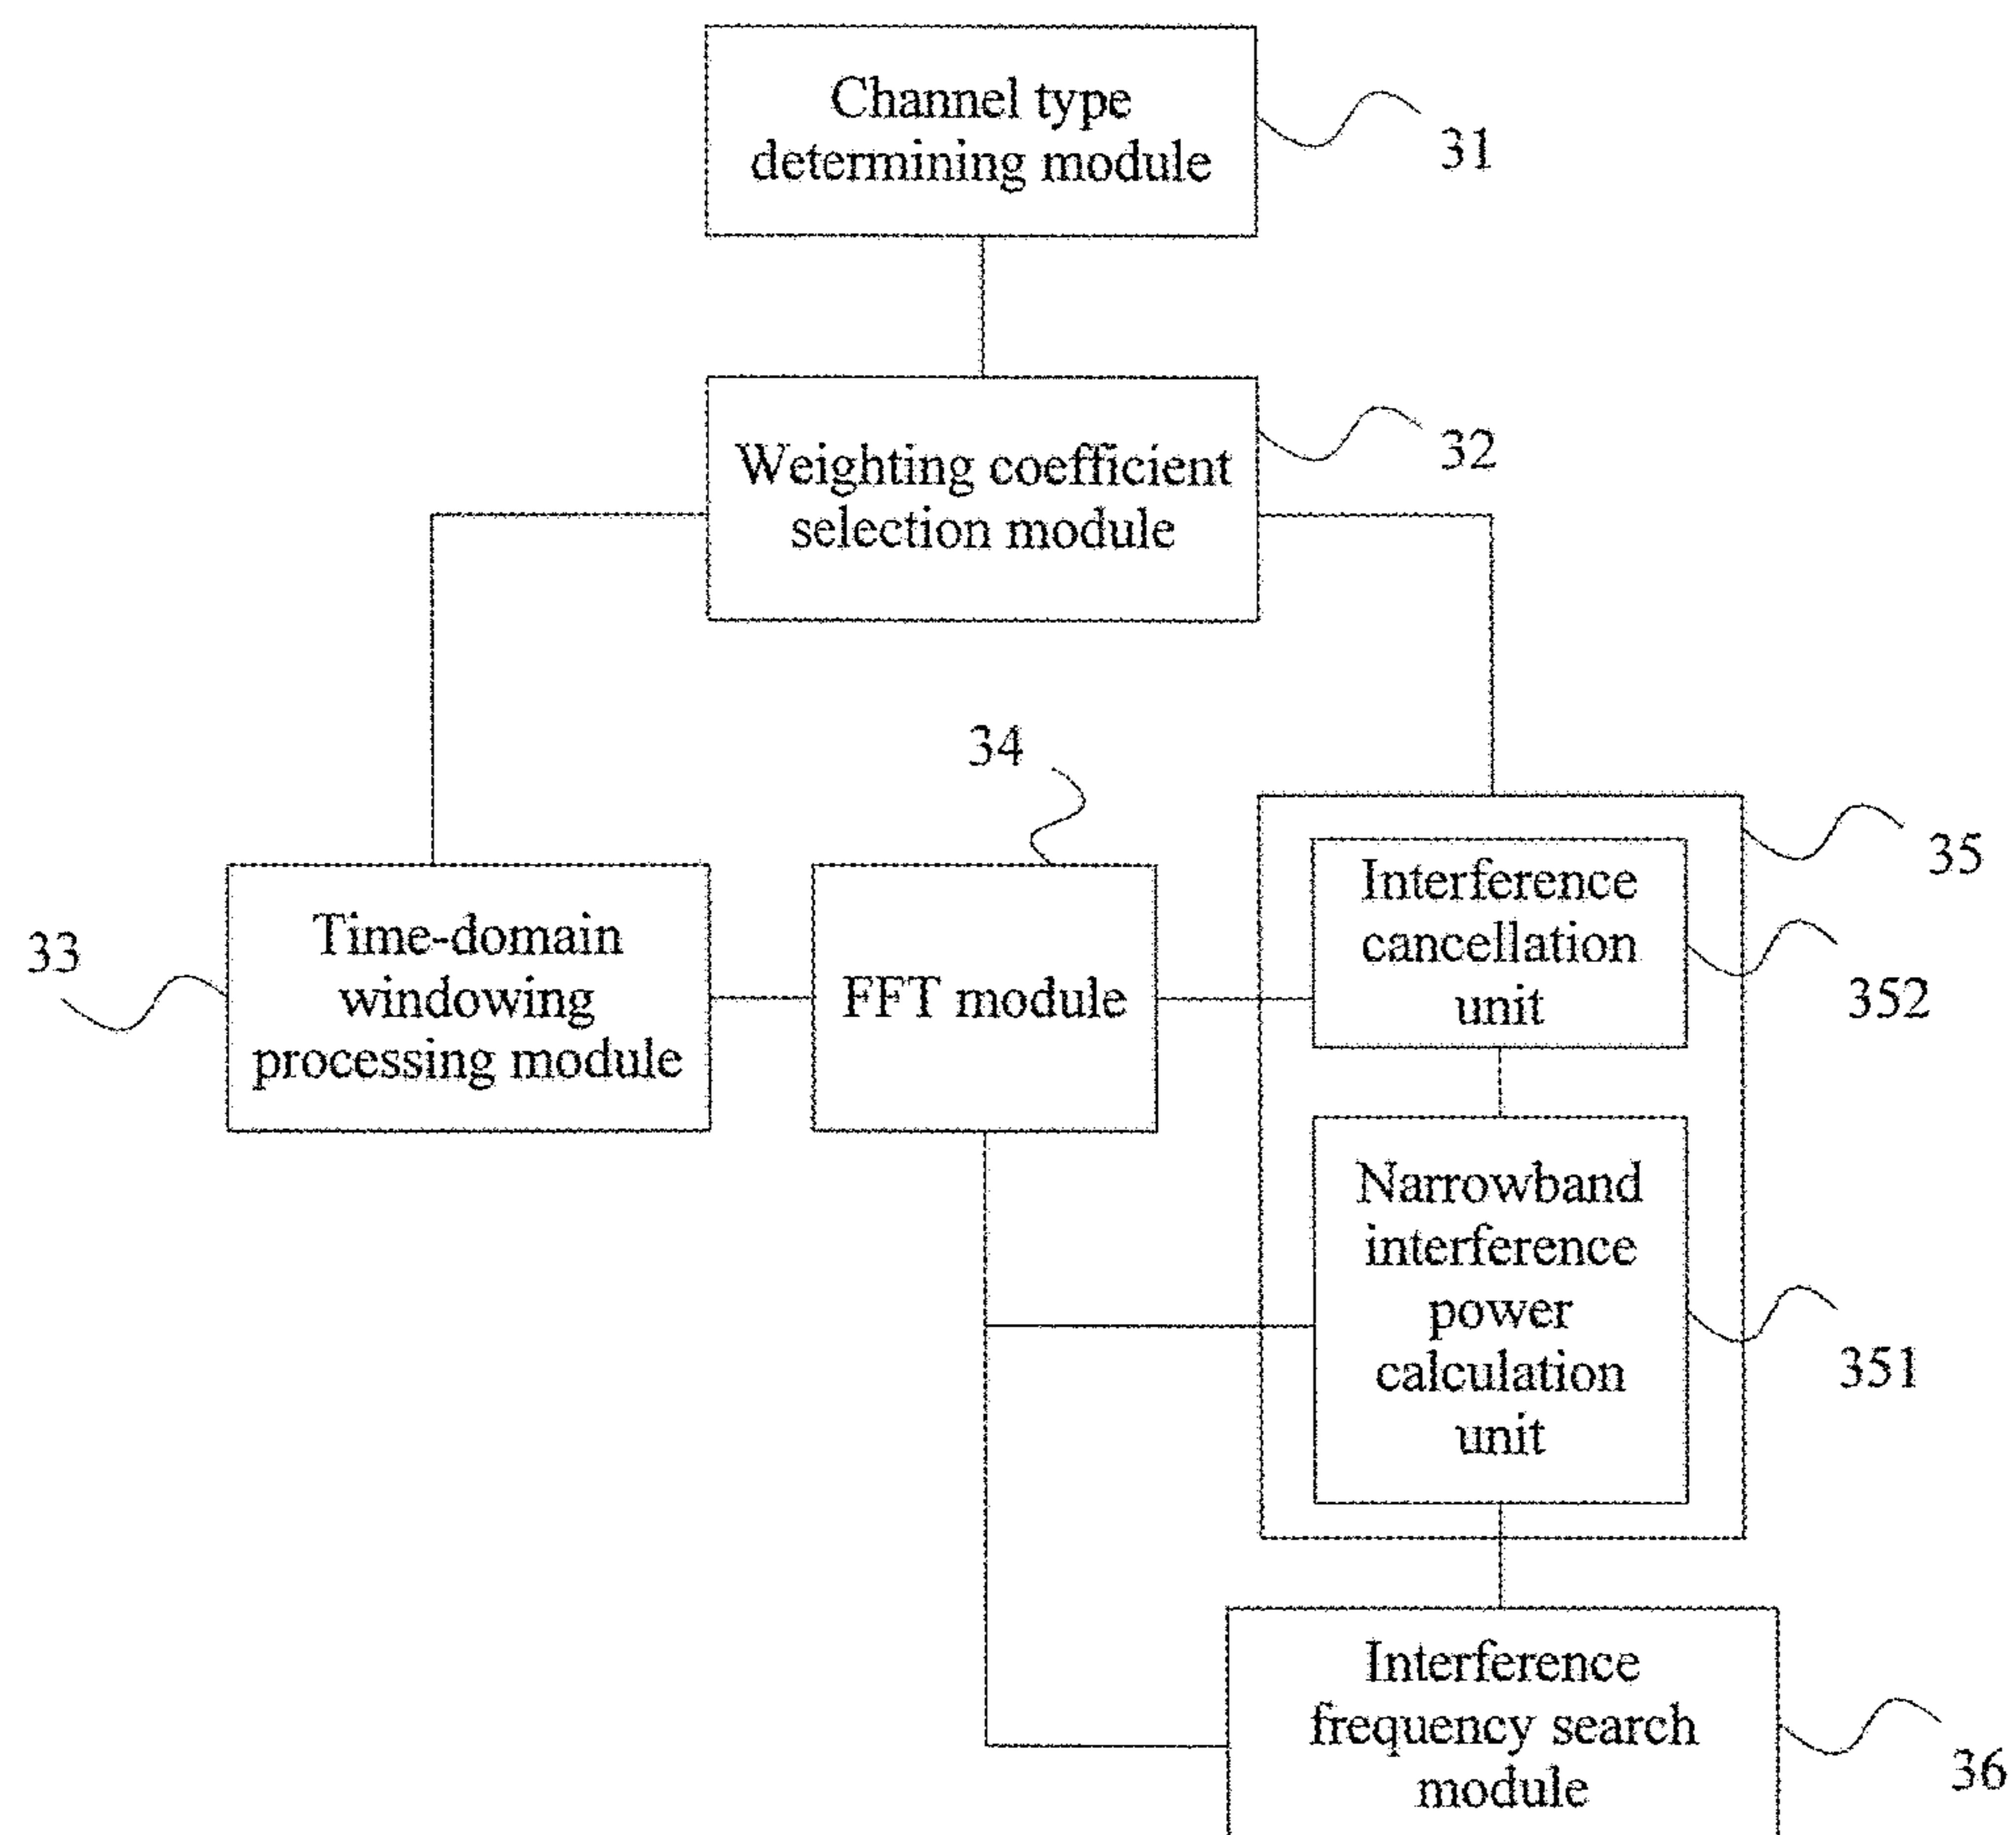 Channel type
determining module
31
Weighting coefficient
selection module
32
34
35
33
Time-domain
windowing
processing module
FFT module
Interference
cancellation
unit
352
Narrowband
interference
power
calculation
unit
351
Interference
frequency search
module
36